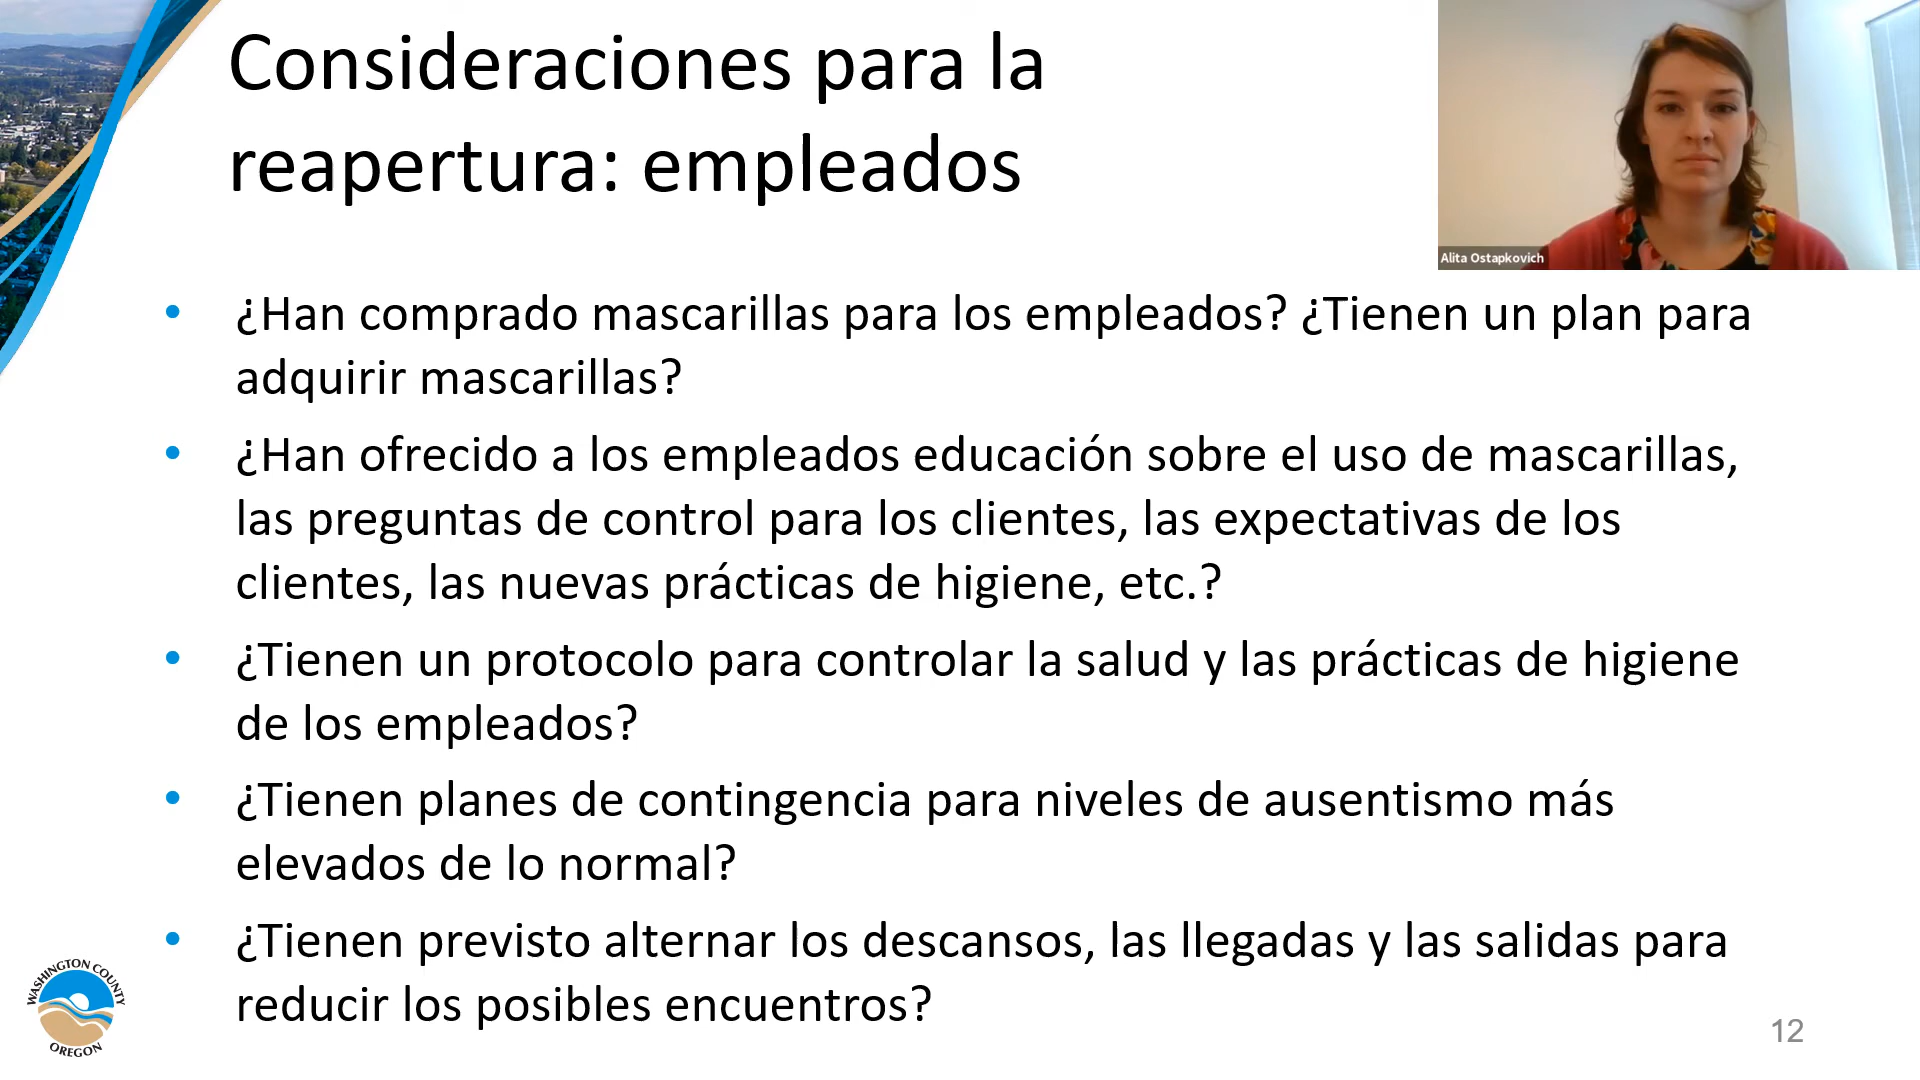 Consideraciones para la
reapertura: empleados
Alita Ostapkovich
• ¿Han comprado mascarillas para los empleados? ¿Tienen un plan para
adquirir mascarillas?
• ¿Han ofrecido a los empleados educación sobre el uso de mascarillas,
las preguntas de control para los clientes, las expectativas de los
clientes, las nuevas prácticas de higiene, etc.?
• ¿Tienen un protocolo para controlar la salud y las prácticas de higiene
de los empleados?
• ¿Tienen planes de contingencia para niveles de ausentismo más
elevados de lo normal?
• ¿Tienen previsto alternar los descansos, las llegadas y las salidas para
reducir los posibles encuentros?
WASHINGTON COUNTY
OREGON
12